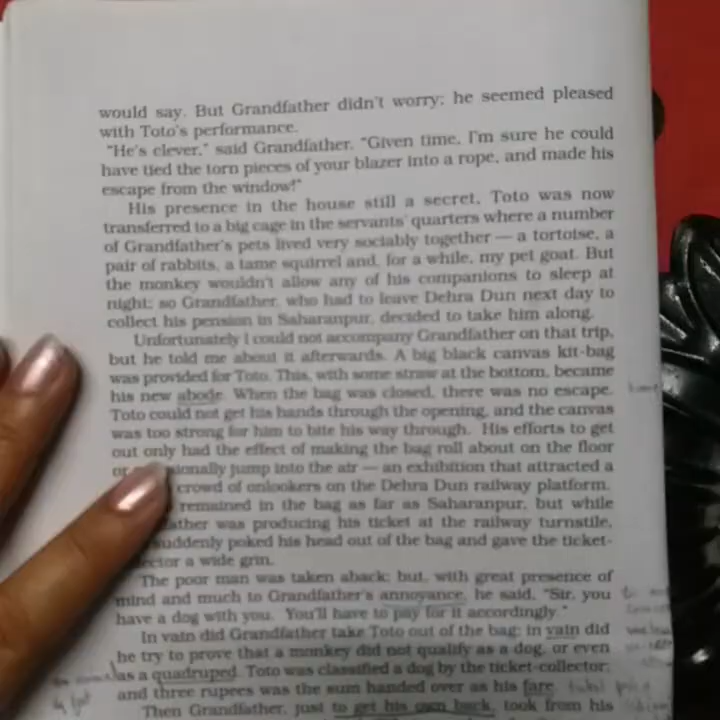 would say. But Grandfather didn't worry; he seemed pleased
with Toto's performance.
"He's clever," said Grandfather. "Given time, I'm sure he could
have tied the torn pieces of your blazer into a rope, and made his
escape from the window!"
His presence in the house still a secret, Toto was now
transferred to a big cage in the servants' quarters where a number
of Grandfather's pets lived very sociably together — a tortoise, a
pair of rabbits, a tame squirrel and, for a while, my pet goat. But
the monkey wouldn't allow any of his companions to sleep at
night; so Grandfather, who had to leave Dehra Dun next day to
collect his pension in Saharanpur, decided to take him along.
Unfortunately I could not accompany Grandfather on that trip,
but he told me about it afterwards. A big black canvas kit-bag
was provided for Toto. This, with some straw at the bottom, became
his new abode. When the bag was closed, there was no escape.
Toto could not get his hands through the opening, and the canvas
was too strong for him to bite his way through. His efforts to get
out only had the effect of making the bag roll about on the floor
or jump into the air — an exhibition that attracted a
crowd of onlookers on the Dehra Dun railway platform.
remained in the bag as far as Saharanpur, but while
was producing his ticket at the railway turnstile,
suddenly poked his head out of the bag and gave the ticket-
a wide grin.
The poor man was taken aback; but, with great presence of
mind and much to Grandfather's annoyance, he said, "Sir, you
have a dog with you. You'll have to pay for it accordingly."
In vain did Grandfather take Toto out of the bag; in vain did
he try to prove that a monkey did not qualify as a dog, or even
as a quadruped. Toto was classified a dog by the ticket-collector;
and three rupees was the sum handed over as his fare.
Then Grandfather, just to get his own back, took from his